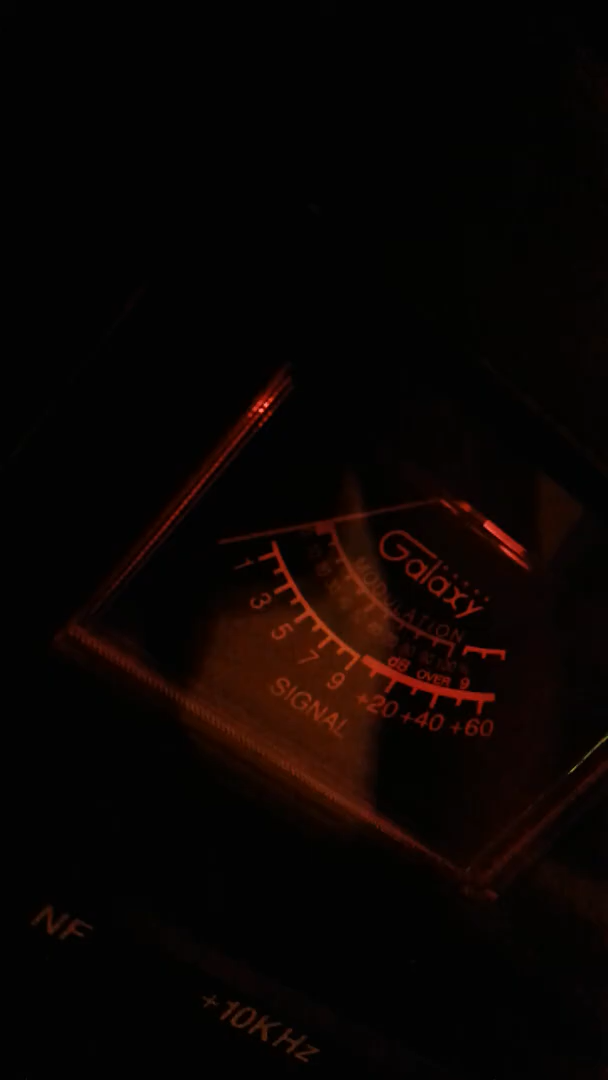 Galaxy
MODULATION
dB OVER 9
1 3 5 7 9 +20 +40 +60
SIGNAL
NF
+10KHz